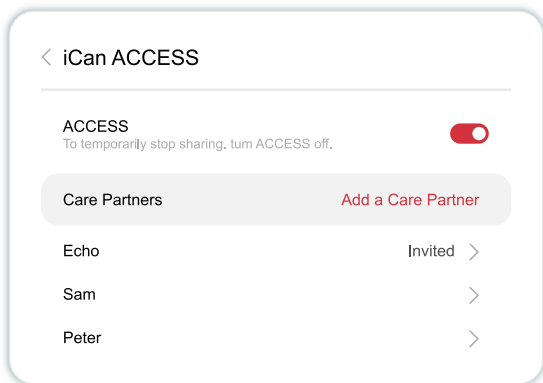 iCan ACCESS
ACCESS
To temporarily stop sharing, tum ACCESS off.
Care Partners Add a Care Partner
Echo Invited
Sam
Peter